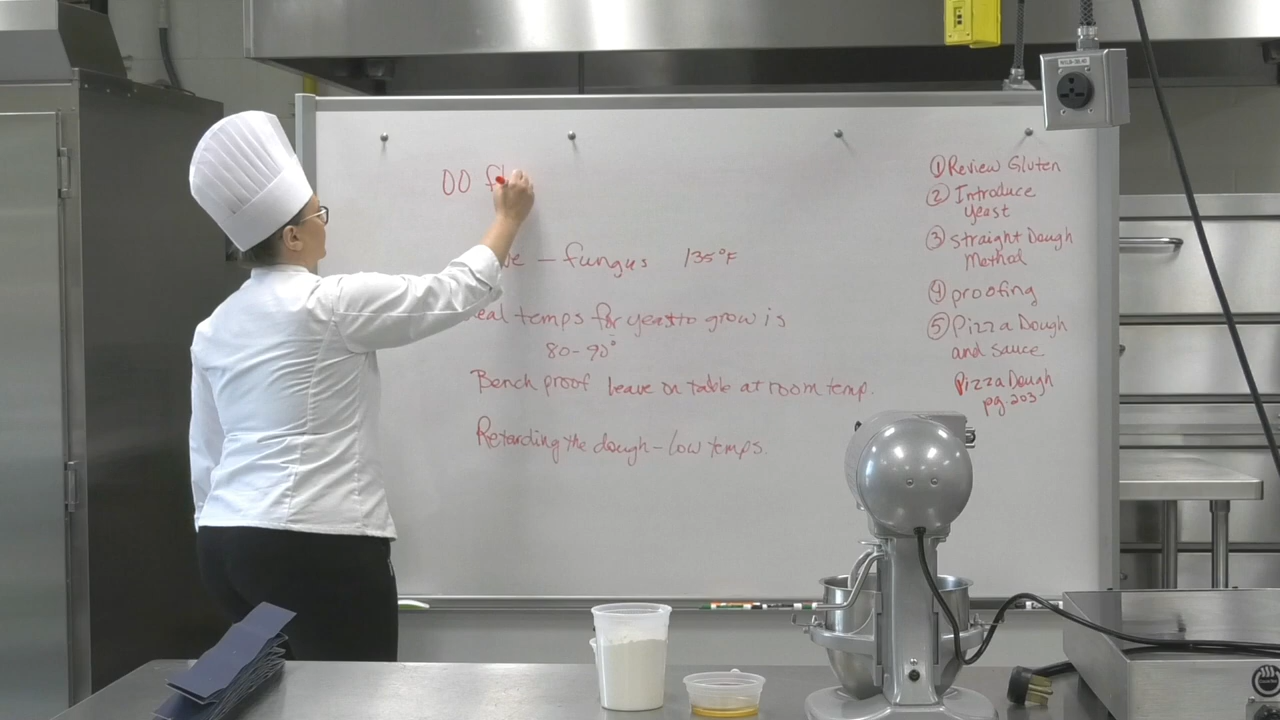 00 fl
– fungus 135°F
temps for yeast to grow is
80-90°
Bench proof leave on table at room temp.
Retarding the dough – low temps.
① Review Gluten
② Introduce
yeast
③ straight Dough
Method
④ proofing
⑤ Pizza Dough
and sauce
Pizza Dough
pg. 203